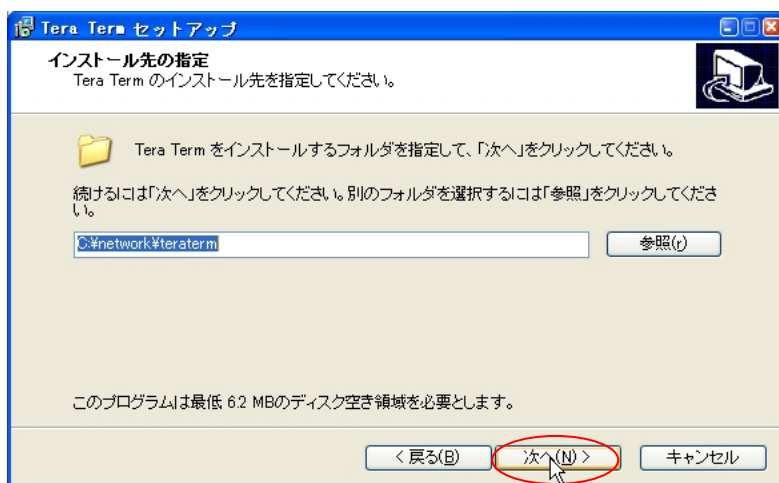 Tera Term セットアップ
インストール先の指定
Tera Term のインストール先を指定してください。
Tera Term をインストールするフォルダを指定して、「次へ」をクリックしてください。
続けるには「次へ」をクリックしてください。別のフォルダを選択するには「参照」をクリックしてくださ
い。
C:¥network¥teraterm
参照(r)
このプログラムは最低 6.2 MBのディスク空き領域を必要とします。
< 戻る(B)
次へ(N) >
キャンセル